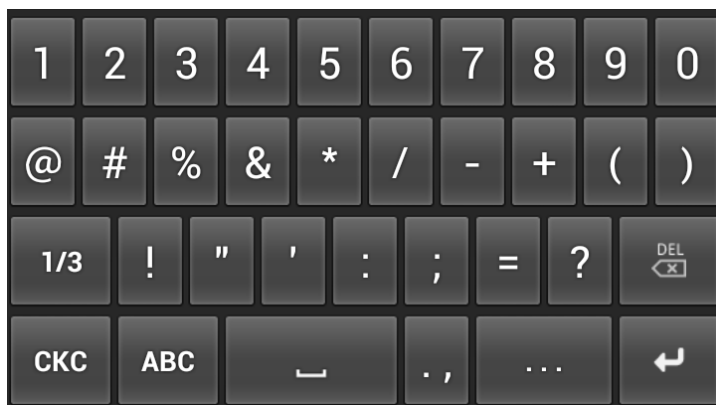 1 2 3 4 5 6 7 8 9 0
@ # % & * / - + ( )
1/3 ! " ' : ; = ? DEL
CKC ABC . , ...